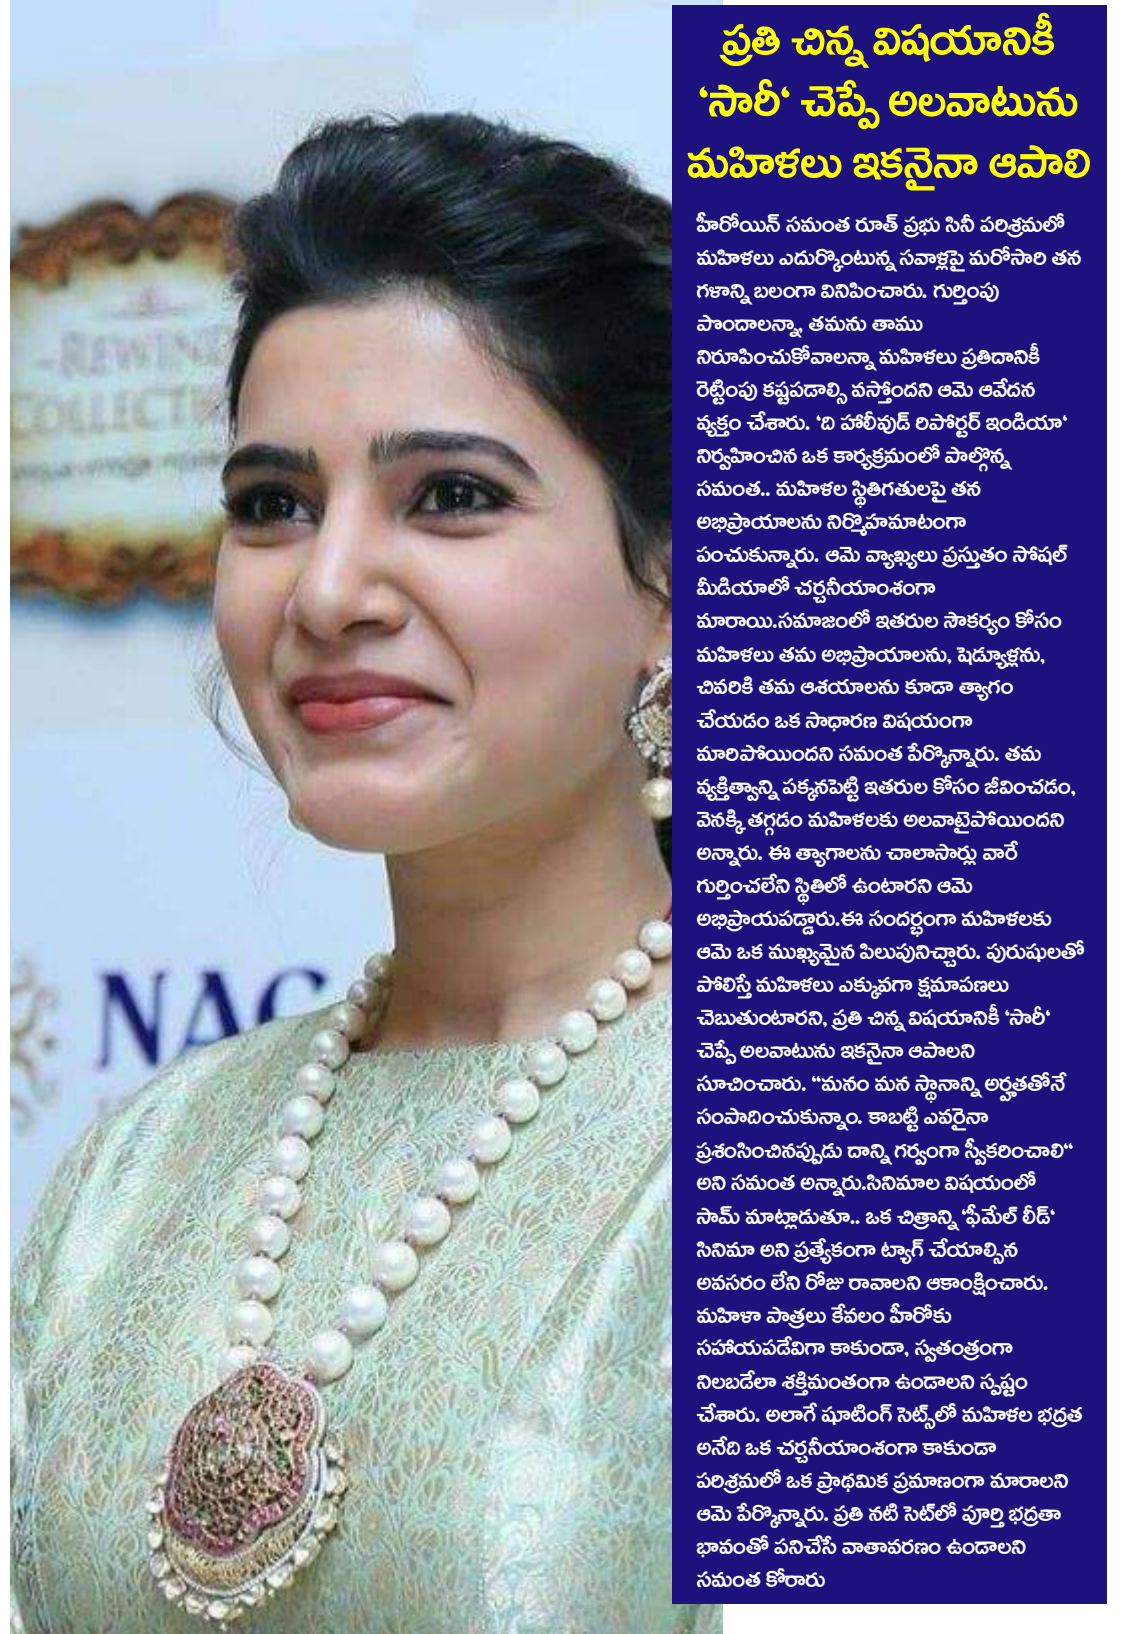 REWIND
COLLECT
NAC
ప్రతి చిన్న విషయానికీ
‘సారీ‘ చెప్పే అలవాటును
మహిళలు ఇకనైనా ఆపాలి
హీరోయిన్ సమంత రూత్ ప్రభు సినీ పరిశ్రమలో
మహిళలు ఎదుర్కొంటున్న సవాళ్లపై మరోసారి తన
గళాన్ని బలంగా వినిపించారు. గుర్తింపు
పొందాలన్నా, తమను తాము
నిరూపించుకోవాలన్నా మహిళలు ప్రతిదానికీ
రెట్టింపు కష్టపడాల్సి వస్తోందని ఆమె ఆవేదన
వ్యక్తం చేశారు. ‘ది హాలీవుడ్ రిపోర్టర్ ఇండియా‘
నిర్వహించిన ఒక కార్యక్రమంలో పాల్గొన్న
సమంత.. మహిళల స్థితిగతులపై తన
అభిప్రాయాలను నిర్మొహమాటంగా
పంచుకున్నారు. ఆమె వ్యాఖ్యలు ప్రస్తుతం సోషల్
మీడియాలో చర్చనీయాంశంగా
మారాయి.సమాజంలో ఇతరుల సౌకర్యం కోసం
మహిళలు తమ అభిప్రాయాలను, షెడ్యూళ్లను,
చివరికి తమ ఆశయాలను కూడా త్యాగం
చేయడం ఒక సాధారణ విషయంగా
మారిపోయిందని సమంత పేర్కొన్నారు. తమ
వ్యక్తిత్వాన్ని పక్కనపెట్టి ఇతరుల కోసం జీవించడం,
వెనక్కి తగ్గడం మహిళలకు అలవాటైపోయిందని
అన్నారు. ఈ త్యాగాలను చాలాసార్లు వారే
గుర్తించలేని స్థితిలో ఉంటారని ఆమె
అభిప్రాయపడ్డారు.ఈ సందర్భంగా మహిళలకు
ఆమె ఒక ముఖ్యమైన పిలుపునిచ్చారు. పురుషులతో
పోలిస్తే మహిళలు ఎక్కువగా క్షమాపణలు
చెబుతుంటారని, ప్రతి చిన్న విషయానికీ ‘సారీ‘
చెప్పే అలవాటును ఇకనైనా ఆపాలని
సూచించారు. “మనం మన స్థానాన్ని అర్హతతోనే
సంపాదించుకున్నాం. కాబట్టి ఎవరైనా
ప్రశంసించినప్పుడు దాన్ని గర్వంగా స్వీకరించాలి“
అని సమంత అన్నారు.సినిమాల విషయంలో
సామ్ మాట్లాడుతూ.. ఒక చిత్రాన్ని ‘ఫీమేల్ లీడ్‘
సినిమా అని ప్రత్యేకంగా ట్యాగ్ చేయాల్సిన
అవసరం లేని రోజు రావాలని ఆకాంక్షించారు.
మహిళా పాత్రలు కేవలం హీరోకు
సహాయపడేవిగా కాకుండా, స్వతంత్రంగా
నిలబడేలా శక్తిమంతంగా ఉండాలని స్పష్టం
చేశారు. అలాగే షూటింగ్ సెట్స్‌లో మహిళల భద్రత
అనేది ఒక చర్చనీయాంశంగా కాకుండా
పరిశ్రమలో ఒక ప్రాథమిక ప్రమాణంగా మారాలని
ఆమె పేర్కొన్నారు. ప్రతి నటి సెట్‌లో పూర్తి భద్రతా
భావంతో పనిచేసే వాతావరణం ఉండాలని
సమంత కోరారు